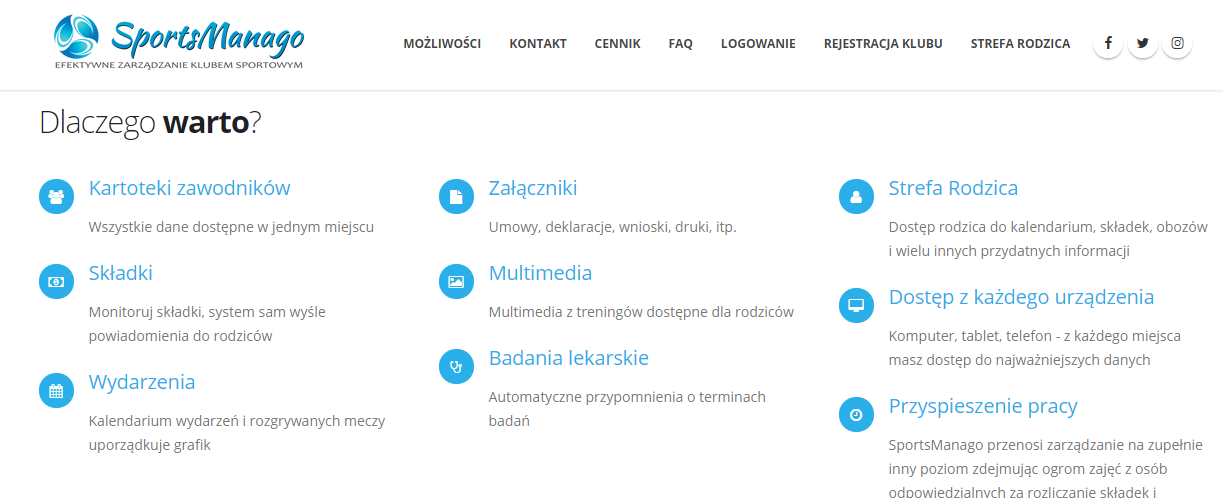 SportsManago
EFEKTYWNE ZARZĄDZANIE KLUBEM SPORTOWYM
MOŻLIWOŚCI KONTAKT CENNIK FAQ LOGOWANIE REJESTRACJA KLUBU STREFA RODZICA
Dlaczego warto?
Kartoteki zawodników
Wszystkie dane dostępne w jednym miejscu
Składki
Monitoruj składki, system sam wyśle
powiadomienia do rodziców
Wydarzenia
Kalendarium wydarzeń i rozgrywanych meczy
uporządkuje grafik
Załączniki
Umowy, deklaracje, wnioski, druki, itp.
Multimedia
Multimedia z treningów dostępne dla rodziców
Badania lekarskie
Automatyczne przypomnienia o terminach
badań
Strefa Rodzica
Dostęp rodzica do kalendarium, składek, obozów
i wielu innych przydatnych informacji
Dostęp z każdego urządzenia
Komputer, tablet, telefon - z każdego miejsca
masz dostęp do najważniejszych danych
Przyspieszenie pracy
SportsManago przenosi zarządzanie na zupełnie
inny poziom zdejmując ogrom zajęć z osób
odpowiedzialnych za rozliczanie składek i